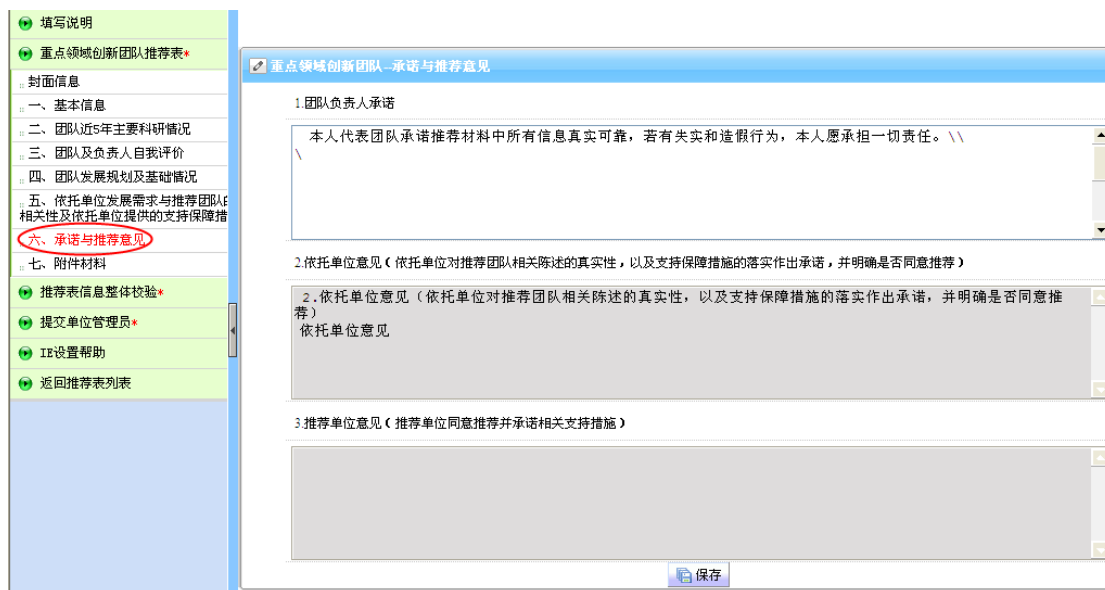 填写说明
重点领域创新团队推荐表*
封面信息
一、基本信息
二、团队近5年主要科研情况
三、团队及负责人自我评价
四、团队发展规划及基础情况
五、依托单位发展需求与推荐团队的
相关性及依托单位提供的支持保障措
六、承诺与推荐意见
七、附件材料
推荐表信息整体校验*
提交单位管理员*
IE设置帮助
返回推荐表列表
重点领域创新团队--承诺与推荐意见
1.团队负责人承诺
本人代表团队承诺推荐材料中所有信息真实可靠，若有失实和造假行为，本人愿承担一切责任。\\
\
2.依托单位意见（依托单位对推荐团队相关陈述的真实性，以及支持保障措施的落实作出承诺，并明确是否同意推荐）
2.依托单位意见（依托单位对推荐团队相关陈述的真实性，以及支持保障措施的落实作出承诺，并明确是否同意推
荐）
依托单位意见
3.推荐单位意见（推荐单位同意推荐并承诺相关支持措施）
保存